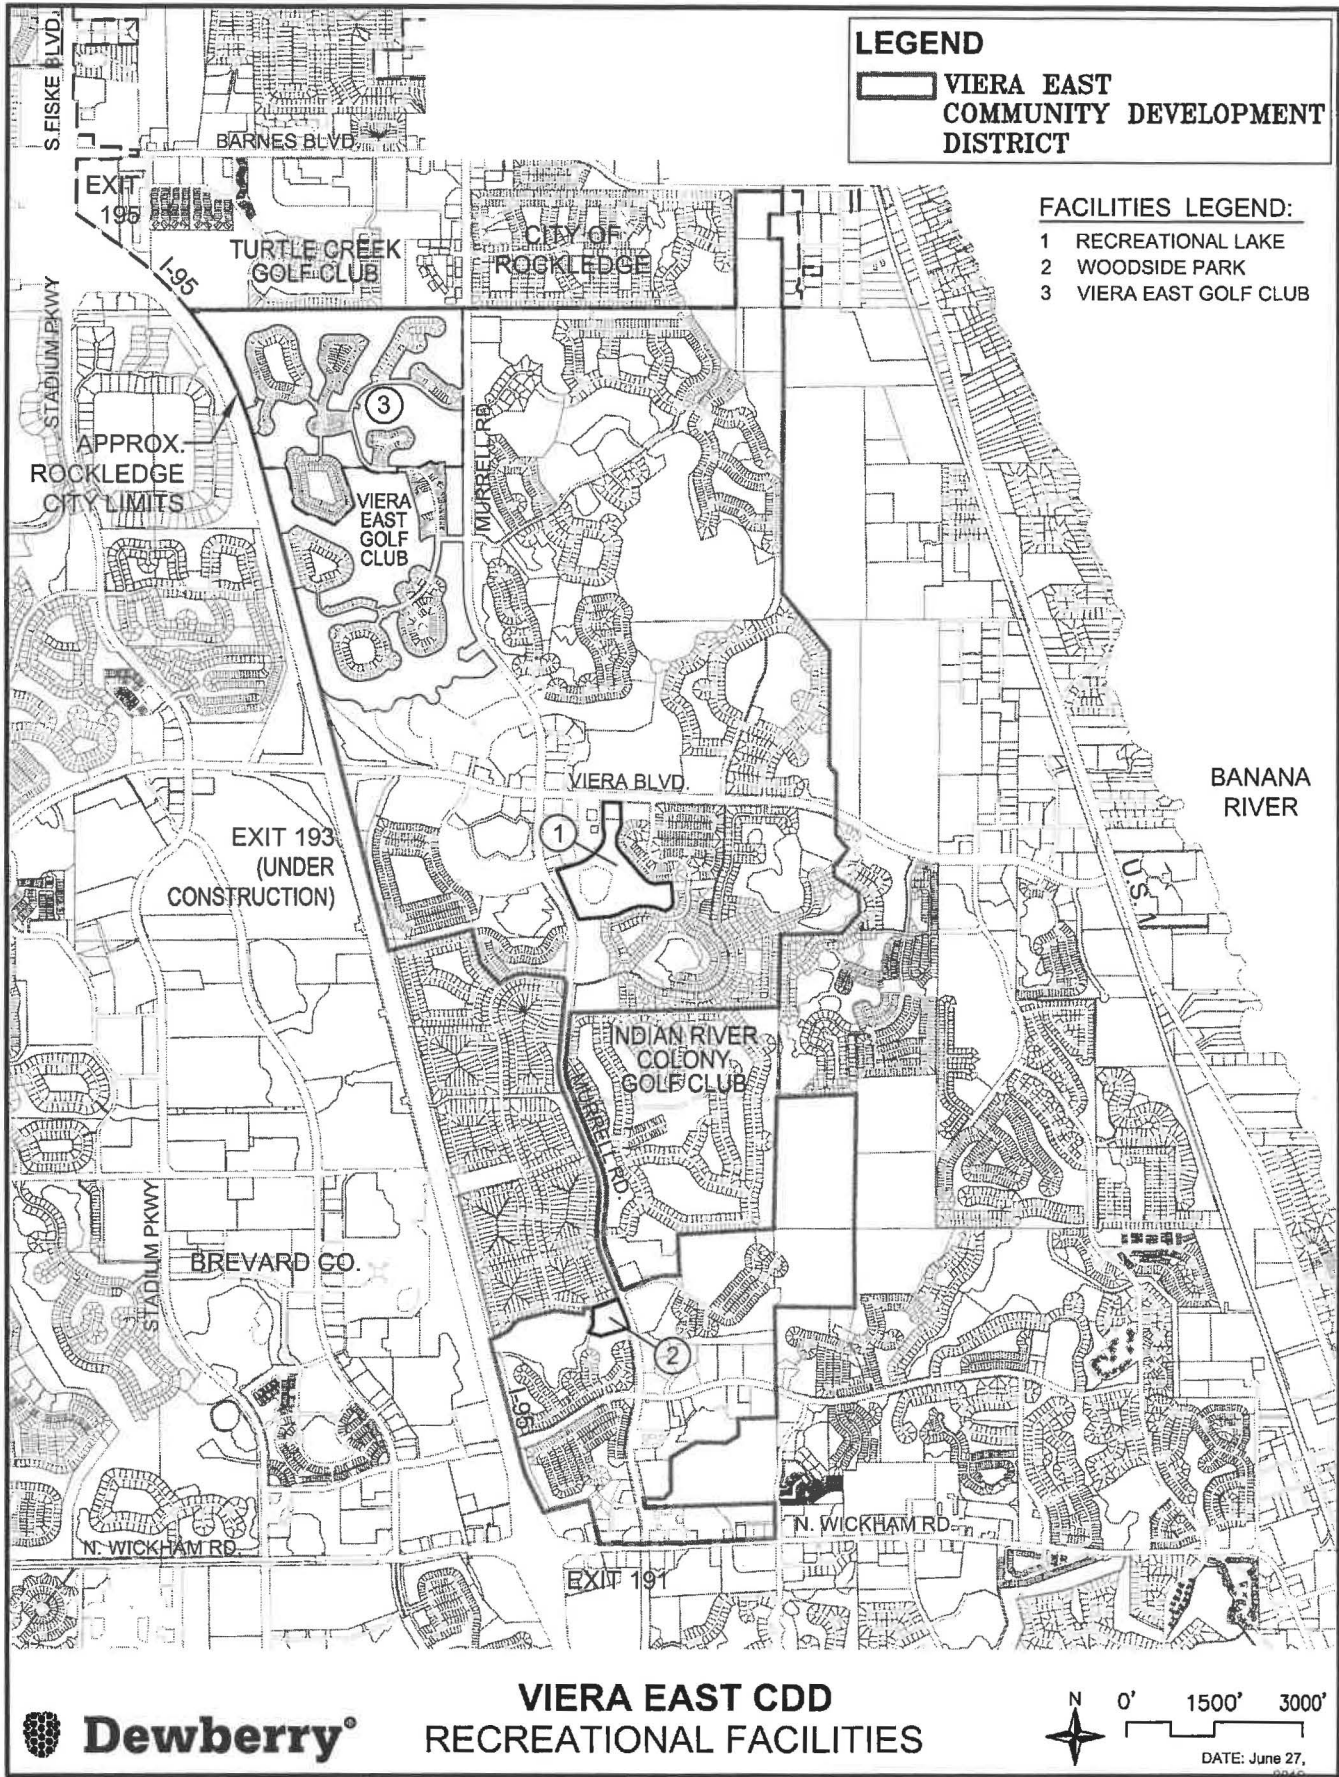 LEGEND
VIERA EAST
COMMUNITY DEVELOPMENT
DISTRICT
FACILITIES LEGEND:
1 RECREATIONAL LAKE
2 WOODSIDE PARK
3 VIERA EAST GOLF CLUB
S.FISKE BLVD.
BARNES BLVD.
EXIT
195
TURTLE CREEK
GOLF CLUB
CITY OF
ROCKLEDGE
I-95
STADIUM PKWY
3
APPROX.
ROCKLEDGE
CITY LIMITS
MURRELL RD.
VIERA
EAST
GOLF
CLUB
VIERA BLVD.
BANANA
RIVER
1
EXIT 193
(UNDER
CONSTRUCTION)
US 1
INDIAN RIVER
COLONY
GOLF CLUB
MURRELL RD.
STADIUM PKWY
BREVARD CO.
2
I-95
N. WICKHAM RD.
N. WICKHAM RD.
EXIT 191
VIERA EAST CDD
RECREATIONAL FACILITIES
Dewberry®
N
0' 1500' 3000'
DATE: June 27,